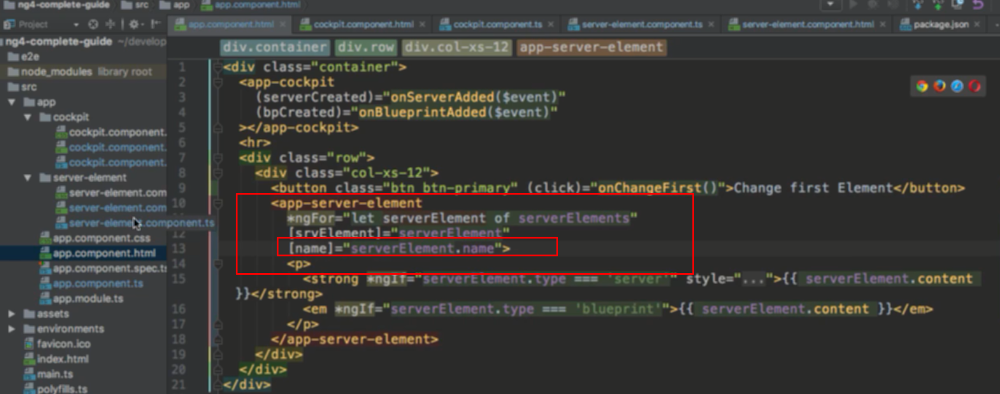 ng4-complete-guide src app app.component.html
Project app.component.html cockpit.component.html cockpit.component.ts server-element.component.ts server-element.component.html package.json
ng4-complete-guide ~/develop
e2e
node_modules library root
src
app
cockpit
cockpit.component.
cockpit.component.
cockpit.component.
server-element
server-element.com
server-element.com
server-element.component.ts
app.component.css
app.component.html
app.component.spec.ts
app.component.ts
app.module.ts
assets
environments
favicon.ico
index.html
main.ts
polyfills.ts
div.container div.row div.col-xs-12 app-server-element
1 <div class="container">
2 <app-cockpit
3 (serverCreated)="onServerAdded($event)"
4 (bpCreated)="onBlueprintAdded($event)"
5 ></app-cockpit>
6 <hr>
7 <div class="row">
8 <div class="col-xs-12">
9 <button class="btn btn-primary" (click)="onChangeFirst()">Change first Element</button>
10 <app-server-element
*ngFor="let serverElement of serverElements"
12 [srvElement]="serverElement"
13 [name]="serverElement.name">
14 <p>
15 <strong *ngIf="serverElement.type === 'server'" style="...">{{ serverElement.content
}}</strong>
16 <em *ngIf="serverElement.type === 'blueprint'">{{ serverElement.content }}</em>
17 </p>
18 </app-server-element>
19 </div>
20 </div>
21 </div>